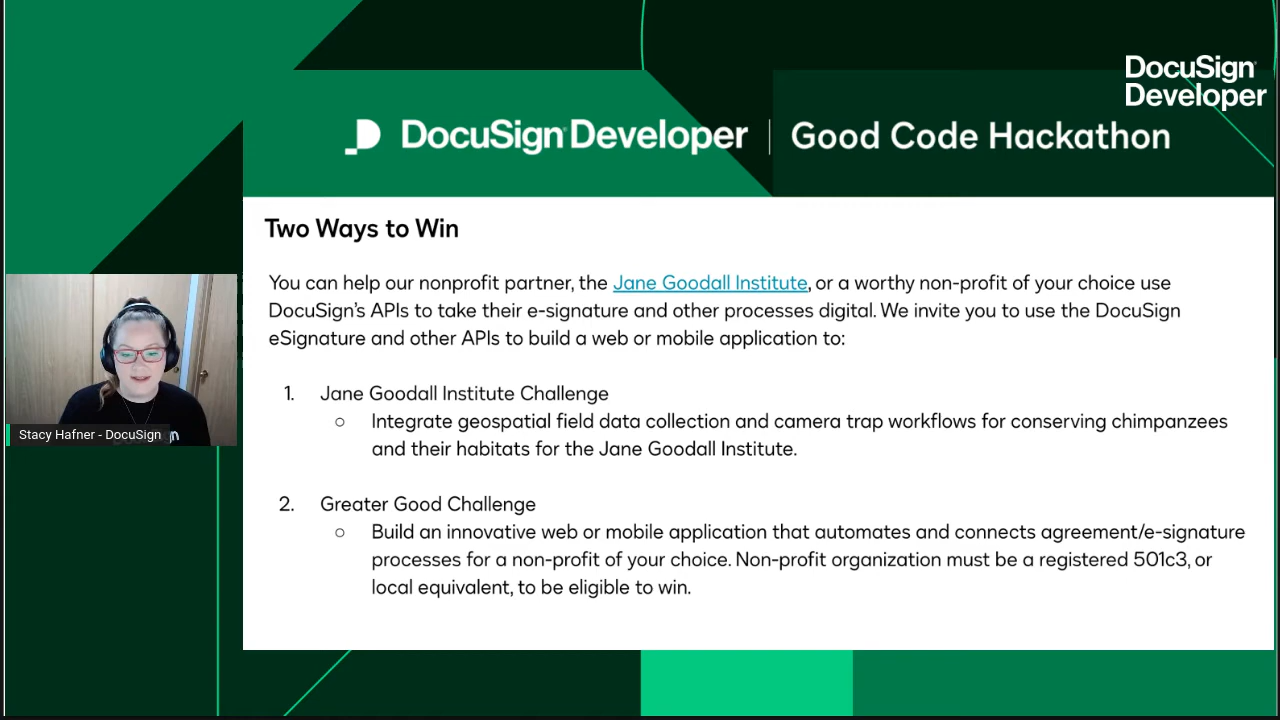 DocuSign
Developer
DocuSign Developer | Good Code Hackathon
Two Ways to Win
You can help our nonprofit partner, the Jane Goodall Institute, or a worthy non-profit of your choice use
DocuSign’s APIs to take their e-signature and other processes digital. We invite you to use the DocuSign
eSignature and other APIs to build a web or mobile application to:
1. Jane Goodall Institute Challenge
○ Integrate geospatial field data collection and camera trap workflows for conserving chimpanzees
and their habitats for the Jane Goodall Institute.
2. Greater Good Challenge
○ Build an innovative web or mobile application that automates and connects agreement/e-signature
processes for a non-profit of your choice. Non-profit organization must be a registered 501c3, or
local equivalent, to be eligible to win.
Stacy Hafner - DocuSign